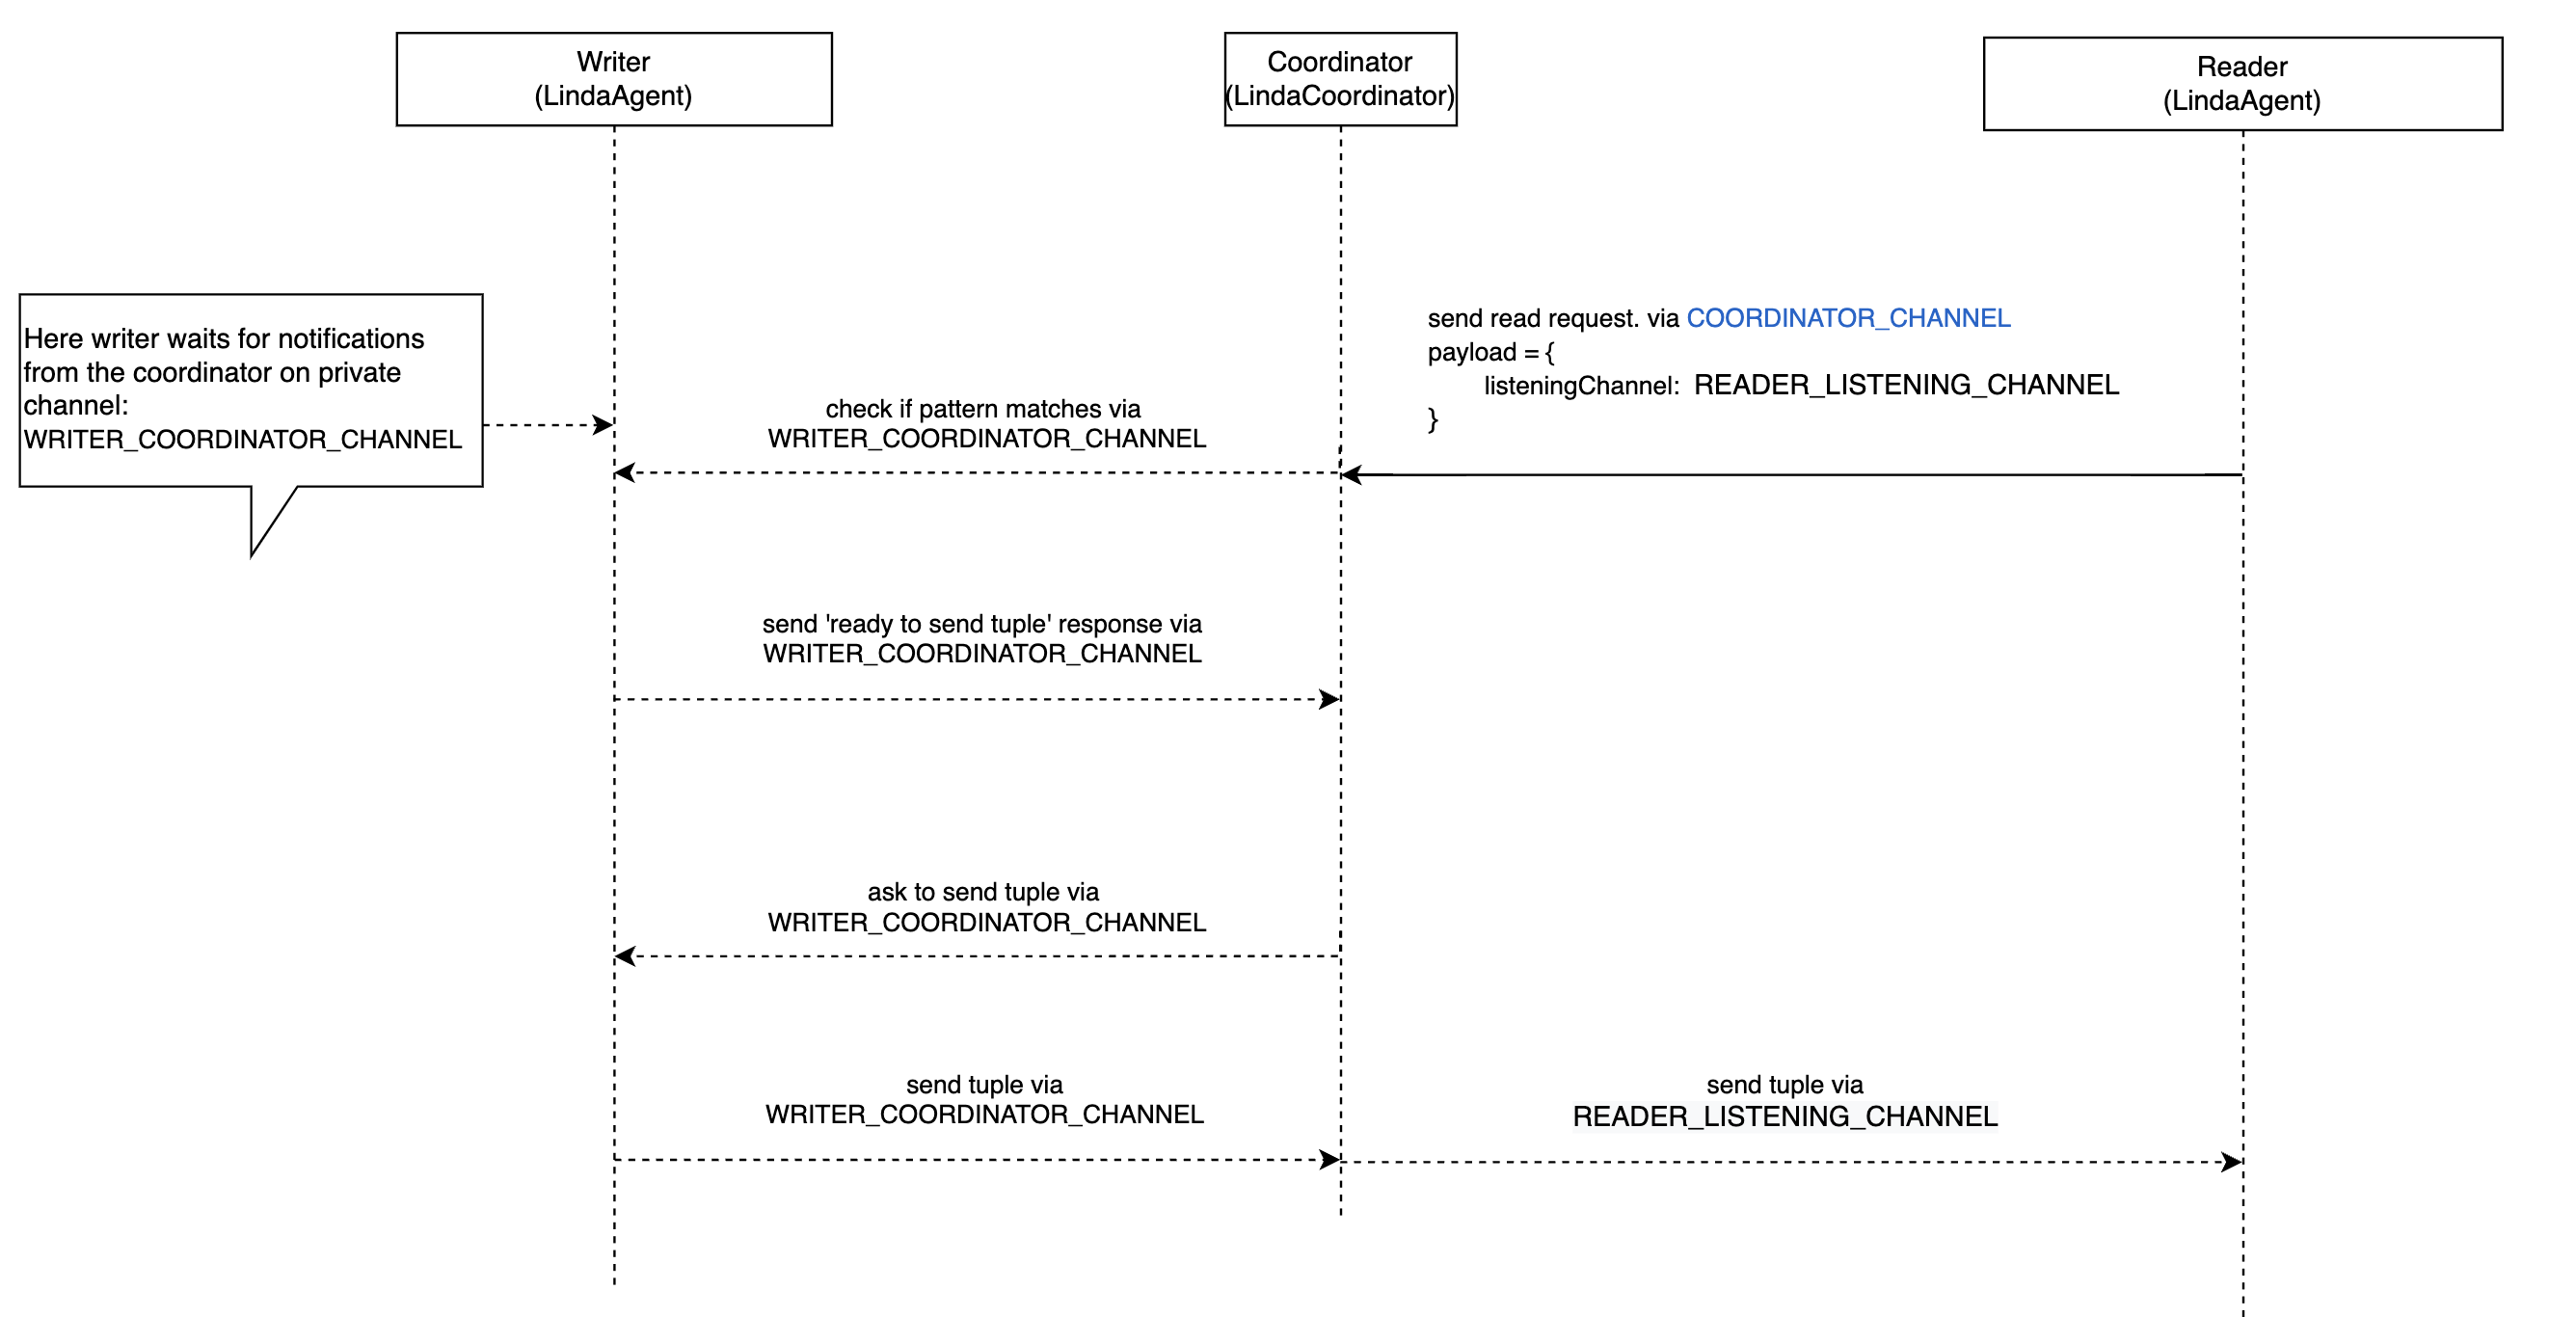 Writer
(LindaAgent)
Coordinator
(LindaCoordinator)
Reader
(LindaAgent)
Here writer waits for notifications
from the coordinator on private
channel:
WRITER_COORDINATOR_CHANNEL
send read request. via COORDINATOR_CHANNEL
payload = {
listeningChannel: READER_LISTENING_CHANNEL
}
check if pattern matches via
WRITER_COORDINATOR_CHANNEL
send 'ready to send tuple' response via
WRITER_COORDINATOR_CHANNEL
ask to send tuple via
WRITER_COORDINATOR_CHANNEL
send tuple via
WRITER_COORDINATOR_CHANNEL
send tuple via
READER_LISTENING_CHANNEL